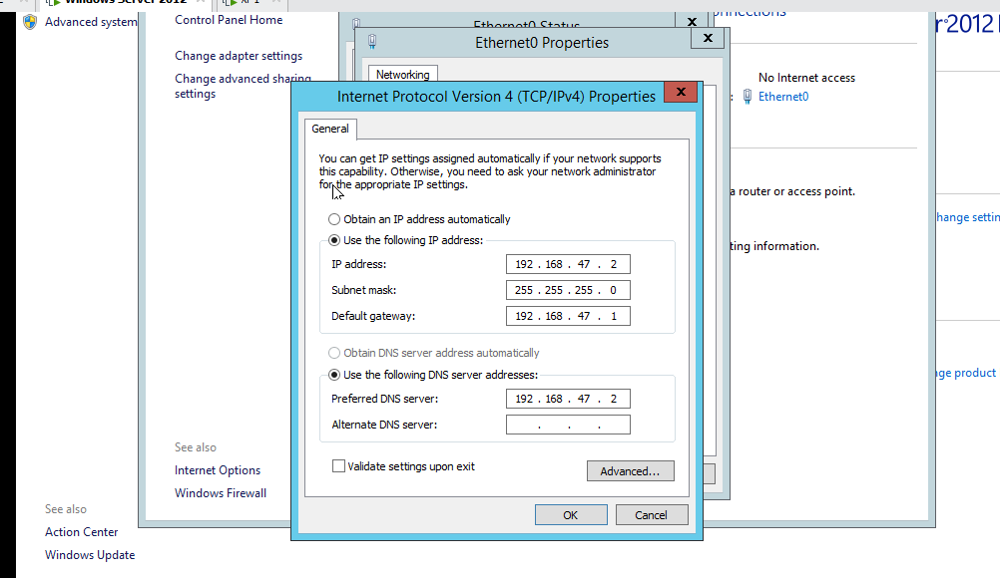 Windows Server 2012
XP1
Advanced system
Control Panel Home
Change adapter settings
Change advanced sharing
settings
See also
Internet Options
Windows Firewall
See also
Action Center
Windows Update
Ethernet0 Status
Ethernet0 Properties
Networking
Internet Protocol Version 4 (TCP/IPv4) Properties
General
You can get IP settings assigned automatically if your network supports
this capability. Otherwise, you need to ask your network administrator
for the appropriate IP settings.
Obtain an IP address automatically
Use the following IP address:
IP address: 192 . 168 . 47 . 2
Subnet mask: 255 . 255 . 255 . 0
Default gateway: 192 . 168 . 47 . 1
Obtain DNS server address automatically
Use the following DNS server addresses:
Preferred DNS server: 192 . 168 . 47 . 2
Alternate DNS server: . . .
Validate settings upon exit
Advanced...
OK Cancel
No Internet access
Ethernet0
a router or access point.
ting information.
2012
product